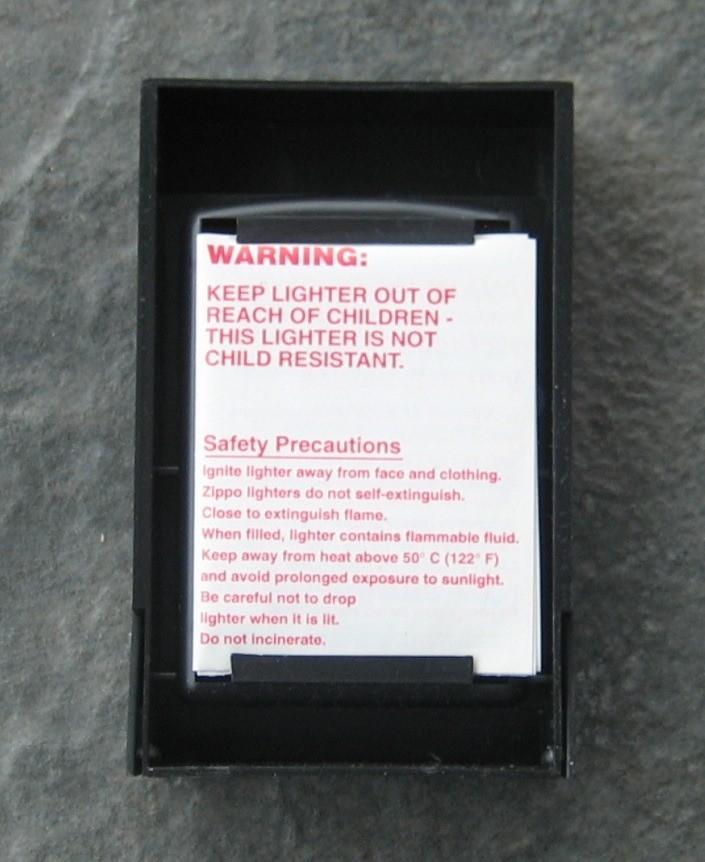 WARNING:
KEEP LIGHTER OUT OF
REACH OF CHILDREN -
THIS LIGHTER IS NOT
CHILD RESISTANT.
Safety Precautions
Ignite lighter away from face and clothing.
Zippo lighters do not self-extinguish.
Close to extinguish flame.
When filled, lighter contains flammable fluid.
Keep away from heat above 50° C (122° F)
and avoid prolonged exposure to sunlight.
Be careful not to drop
lighter when it is lit.
Do not incinerate.